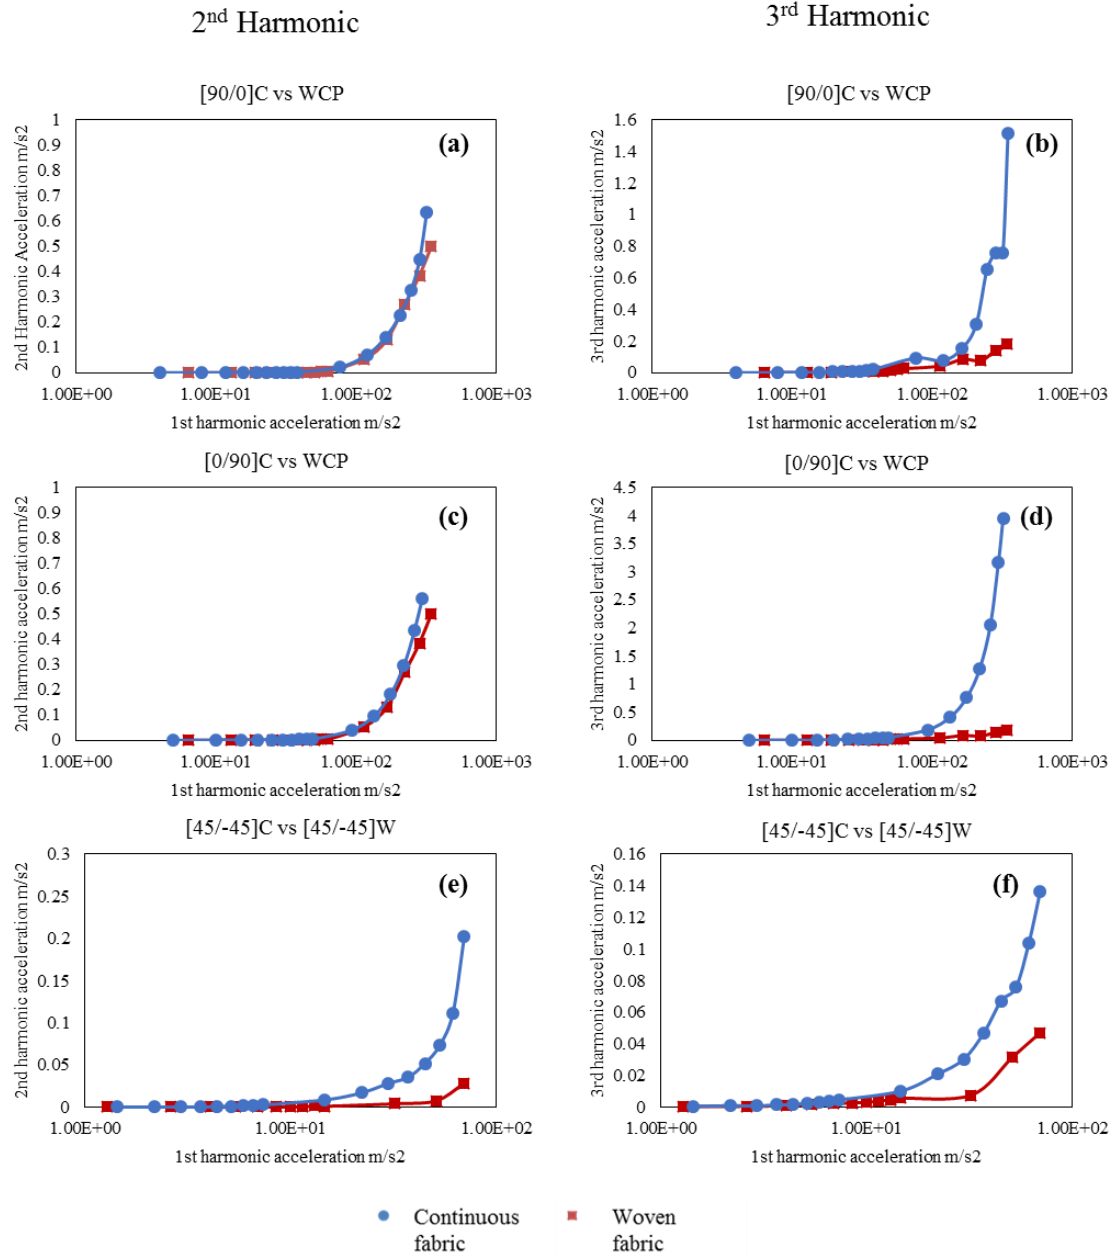 2nd Harmonic
3rd Harmonic
[90/0]C vs WCP
(a)
2nd Harmonic Acceleration m/s2
1
0.9
0.8
0.7
0.6
0.5
0.4
0.3
0.2
0.1
0
1.00E+00 1.00E+01 1.00E+02 1.00E+03
1st harmonic acceleration m/s2
[90/0]C vs WCP
(b)
3rd harmonic acceleration m/s2
1.6
1.4
1.2
1
0.8
0.6
0.4
0.2
0
1.00E+00 1.00E+01 1.00E+02 1.00E+03
1st harmonic acceleration m/s2
[0/90]C vs WCP
(c)
2nd harmonic acceleration m/s2
1
0.9
0.8
0.7
0.6
0.5
0.4
0.3
0.2
0.1
0
1.00E+00 1.00E+01 1.00E+02 1.00E+03
1st harmonic acceleration m/s2
[0/90]C vs WCP
(d)
3rd harmonic acceleration m/s2
4.5
4
3.5
3
2.5
2
1.5
1
0.5
0
1.00E+00 1.00E+01 1.00E+02 1.00E+03
1st harmonic acceleration m/s2
[45/-45]C vs [45/-45]W
(e)
2nd harmonic acceleration m/s2
0.3
0.25
0.2
0.15
0.1
0.05
0
1.00E+00 1.00E+01 1.00E+02
1st harmonic acceleration m/s2
[45/-45]C vs [45/-45]W
(f)
3rd harmonic acceleration m/s2
0.16
0.14
0.12
0.1
0.08
0.06
0.04
0.02
0
1.00E+00 1.00E+01 1.00E+02
1st harmonic acceleration m/s2
Continuous
fabric
Woven
fabric